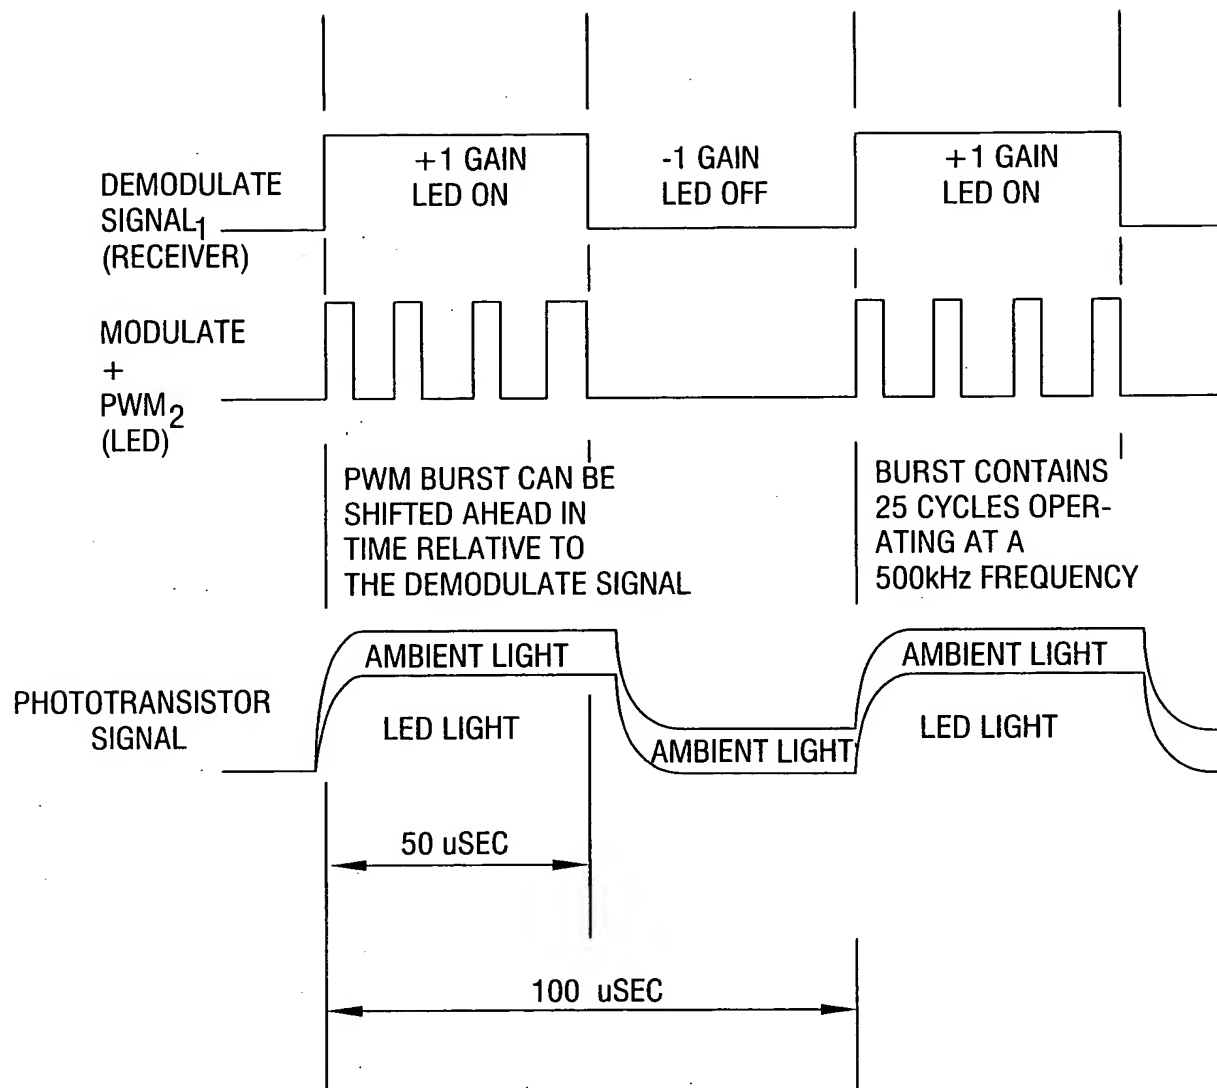 +1 GAIN
LED ON
-1 GAIN
LED OFF
+1 GAIN
LED ON
DEMODULATE
SIGNAL1
(RECEIVER)
MODULATE
+
PWM2
(LED)
PWM BURST CAN BE
SHIFTED AHEAD IN
TIME RELATIVE TO
THE DEMODULATE SIGNAL
BURST CONTAINS
25 CYCLES OPER-
ATING AT A
500kHz FREQUENCY
PHOTOTRANSISTOR
SIGNAL
AMBIENT LIGHT
LED LIGHT
AMBIENT LIGHT
AMBIENT LIGHT
LED LIGHT
50 uSEC
100 uSEC